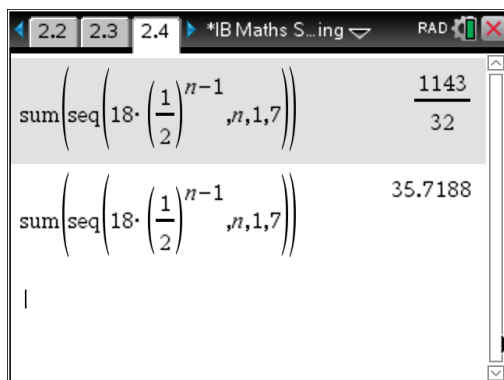 2.2 2.3 2.4 *IB Maths S...ing RAD
sum(seq(18·(1/2)^(n−1),n,1,7)) 1143/32
sum(seq(18·(1/2)^(n−1),n,1,7)) 35.7188